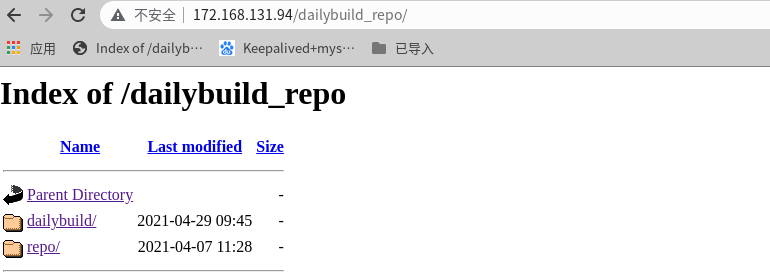 不安全 172.168.131.94/dailybuild_repo/
应用 Index of /dailyb... Keepalived+mys... 已导入
Index of /dailybuild_repo
Name Last modified Size
Parent Directory -
dailybuild/ 2021-04-29 09:45 -
repo/ 2021-04-07 11:28 -